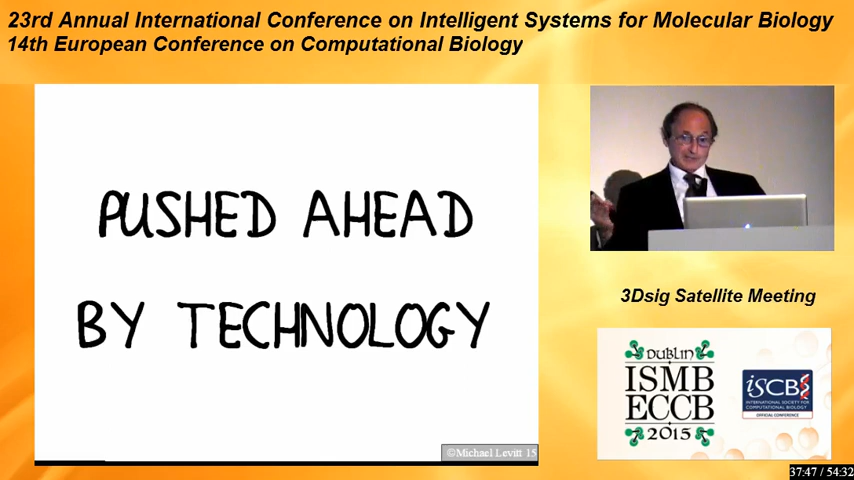 23rd Annual International Conference on Intelligent Systems for Molecular Biology
14th European Conference on Computational Biology
PUSHED AHEAD
BY TECHNOLOGY
©Michael Levitt 15
3Dsig Satellite Meeting
DUBLIN
ISMB
ECCB
2015
iSCB
INTERNATIONAL SOCIETY FOR
COMPUTATIONAL BIOLOGY
OFFICIAL CONFERENCE
37:47 / 54:32